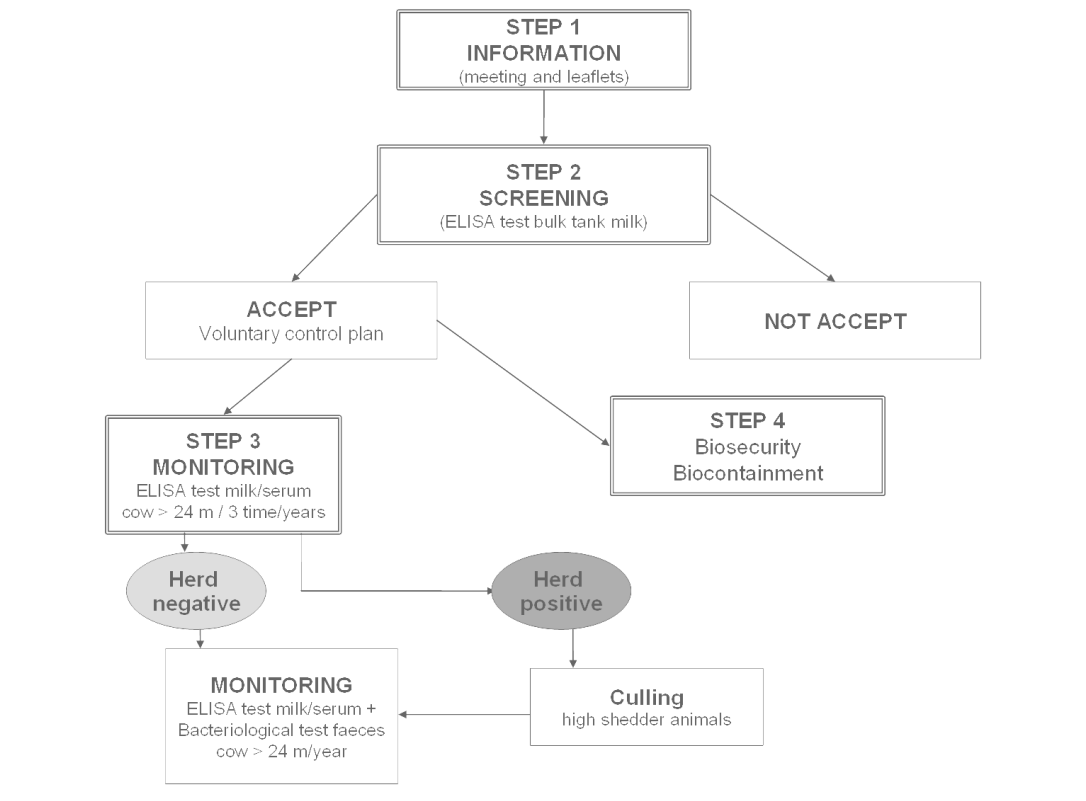 STEP 1
INFORMATION
(meeting and leaflets)
STEP 2
SCREENING
(ELISA test bulk tank milk)
ACCEPT
Voluntary control plan
NOT ACCEPT
STEP 3
MONITORING
ELISA test milk/serum
cow > 24 m / 3 time/years
STEP 4
Biosecurity
Biocontainment
Herd
negative
Herd
positive
MONITORING
ELISA test milk/serum +
Bacteriological test faeces
cow > 24 m/year
Culling
high shedder animals